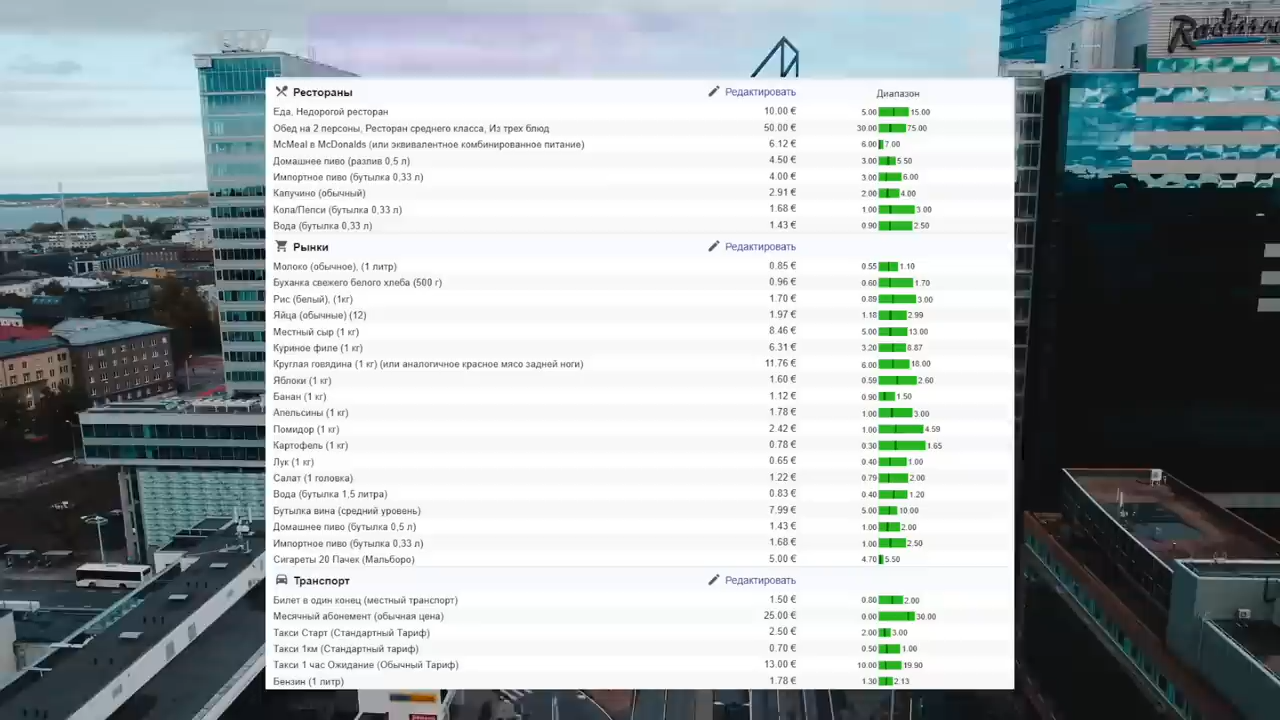 Radisson
Рестораны Редактировать Диапазон
Еда, Недорогой ресторан 10.00 € 5.00 15.00
Обед на 2 персоны, Ресторан среднего класса, Из трех блюд 50.00 € 30.00 75.00
McMeal в McDonalds (или эквивалентное комбинированное питание) 6.12 € 6.00 7.00
Домашнее пиво (разлив 0,5 л) 4.50 € 3.00 5.50
Импортное пиво (бутылка 0,33 л) 4.00 € 3.00 6.00
Капучино (обычный) 2.91 € 2.00 4.00
Кола/Пепси (бутылка 0,33 л) 1.68 € 1.00 3.00
Вода (бутылка 0,33 л) 1.43 € 0.90 2.50
Рынки Редактировать
Молоко (обычное), (1 литр) 0.85 € 0.55 1.10
Буханка свежего белого хлеба (500 г) 0.96 € 0.60 1.70
Рис (белый), (1кг) 1.70 € 0.89 3.00
Яйца (обычные) (12) 1.97 € 1.18 2.99
Местный сыр (1 кг) 8.46 € 5.00 13.00
Куриное филе (1 кг) 6.31 € 3.20 8.87
Круглая говядина (1 кг) (или аналогичное красное мясо задней ноги) 11.76 € 6.00 18.00
Яблоки (1 кг) 1.60 € 0.59 2.60
Банан (1 кг) 1.12 € 0.90 1.50
Апельсины (1 кг) 1.78 € 1.00 3.00
Помидор (1 кг) 2.42 € 1.00 4.59
Картофель (1 кг) 0.78 € 0.30 1.65
Лук (1 кг) 0.65 € 0.40 1.00
Салат (1 головка) 1.22 € 0.79 2.00
Вода (бутылка 1,5 литра) 0.83 € 0.40 1.20
Бутылка вина (средний уровень) 7.99 € 5.00 10.00
Домашнее пиво (бутылка 0,5 л) 1.43 € 1.00 2.00
Импортное пиво (бутылка 0,33 л) 1.68 € 1.00 2.50
Сигареты 20 Пачек (Мальборо) 5.00 € 4.70 5.50
Транспорт Редактировать
Билет в один конец (местный транспорт) 1.50 € 0.80 2.00
Месячный абонемент (обычная цена) 25.00 € 0.00 30.00
Такси Старт (Стандартный Тариф) 2.50 € 2.00 3.00
Такси 1км (Стандартный тариф) 0.70 € 0.50 1.00
Такси 1 час Ожидание (Обычный Тариф) 13.00 € 10.00 19.90
Бензин (1 литр) 1.78 € 1.30 2.13